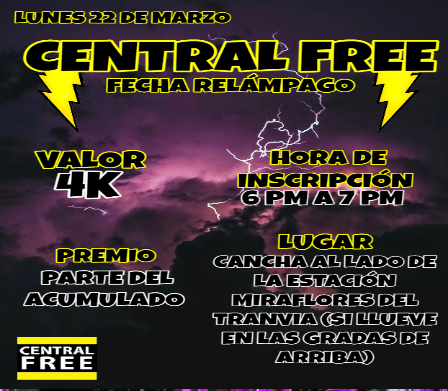 LUNES 22 DE MARZO
CENTRAL FREE
FECHA RELÁMPAGO
VALOR
4K
HORA DE
INSCRIPCIÓN
6 PM A 7 PM
PREMIO
PARTE DEL
ACUMULADO
LUGAR
CANCHA AL LADO DE
LA ESTACIÓN
MIRAFLORES DEL
TRANVIA (SI LLUEVE
EN LAS GRADAS DE
ARRIBA)
CENTRAL
FREE